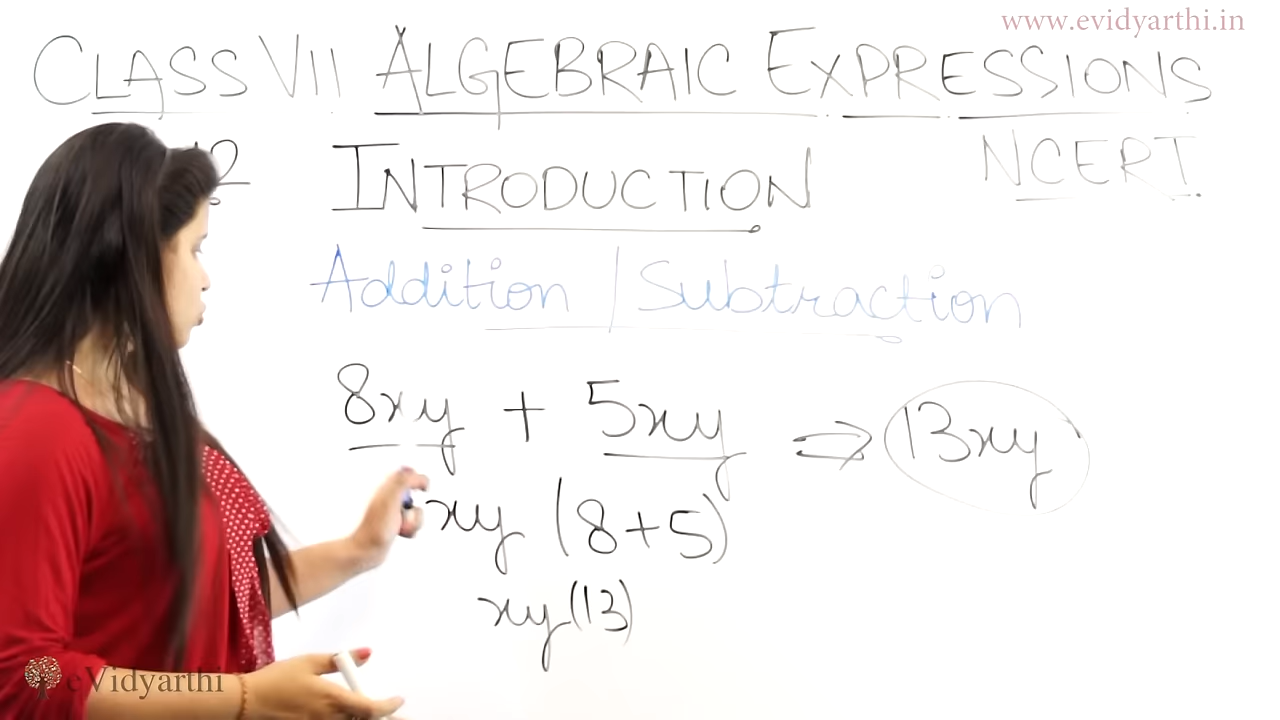 www.evidyarthi.in
CLASS VII ALGEBRAIC EXPRESSIONS
12 INTRODUCTION NCERT
Addition / Subtraction
8xy + 5xy ⇒ 13xy
xy (8+5)
xy (13)
eVidyarthi